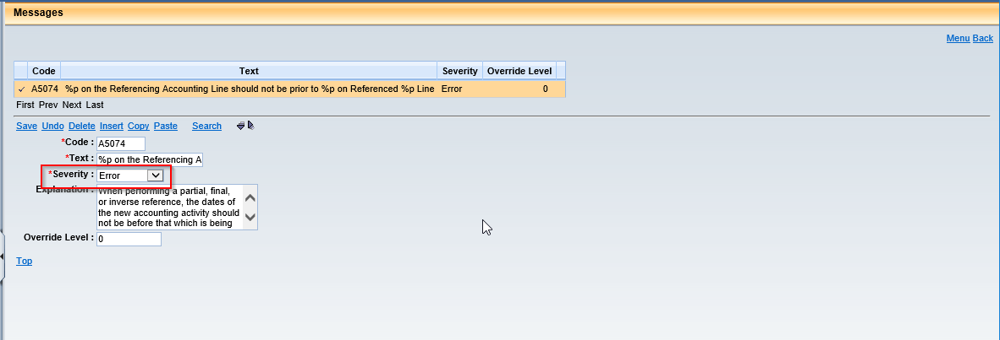 Messages
Menu Back
Code Text Severity Override Level
✓ A5074 %p on the Referencing Accounting Line should not be prior to %p on Referenced %p Line Error 0
First Prev Next Last
Save Undo Delete Insert Copy Paste Search
*Code : A5074
*Text : %p on the Referencing A
*Severity : Error
Explanation : When performing a partial, final,
or inverse reference, the dates of
the new accounting activity should
not be before that which is being
Override Level : 0
Top